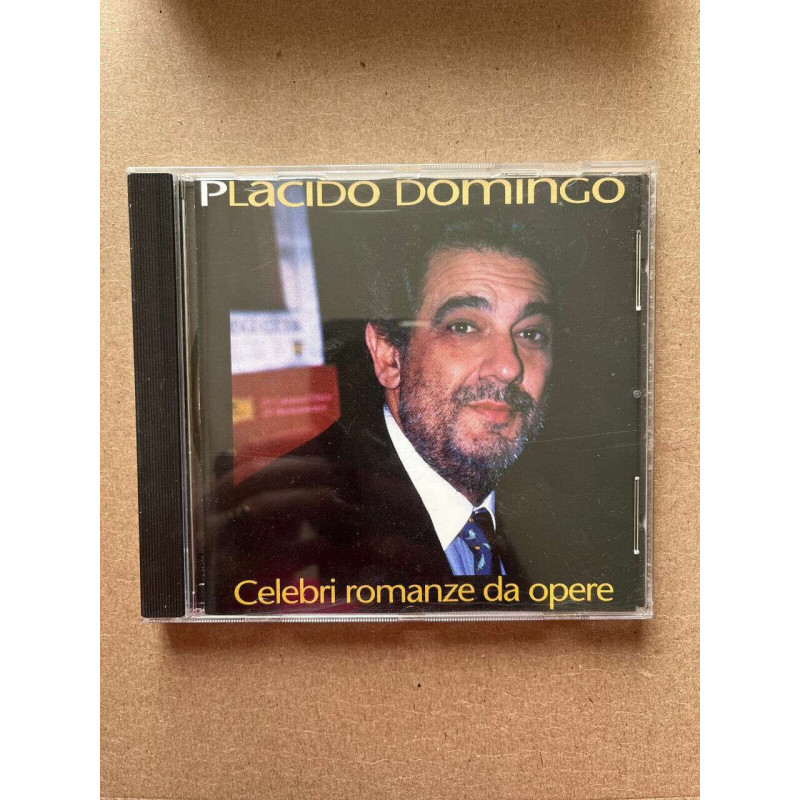 PLACIDO DOMINGO
Celebri romanze da opere